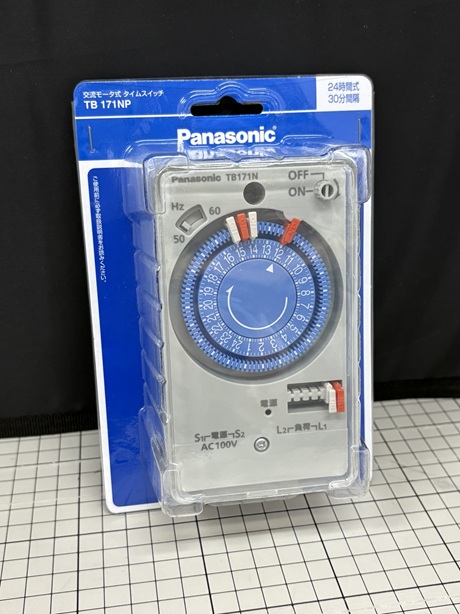 交流モータ式 タイムスイッチ
TB 171NP
24時間式
30分間隔
Panasonic
Panasonic TB171N
OFF
ON
Hz
60
50
電源
S1 電源 S2
AC100V
L2 負荷 L1